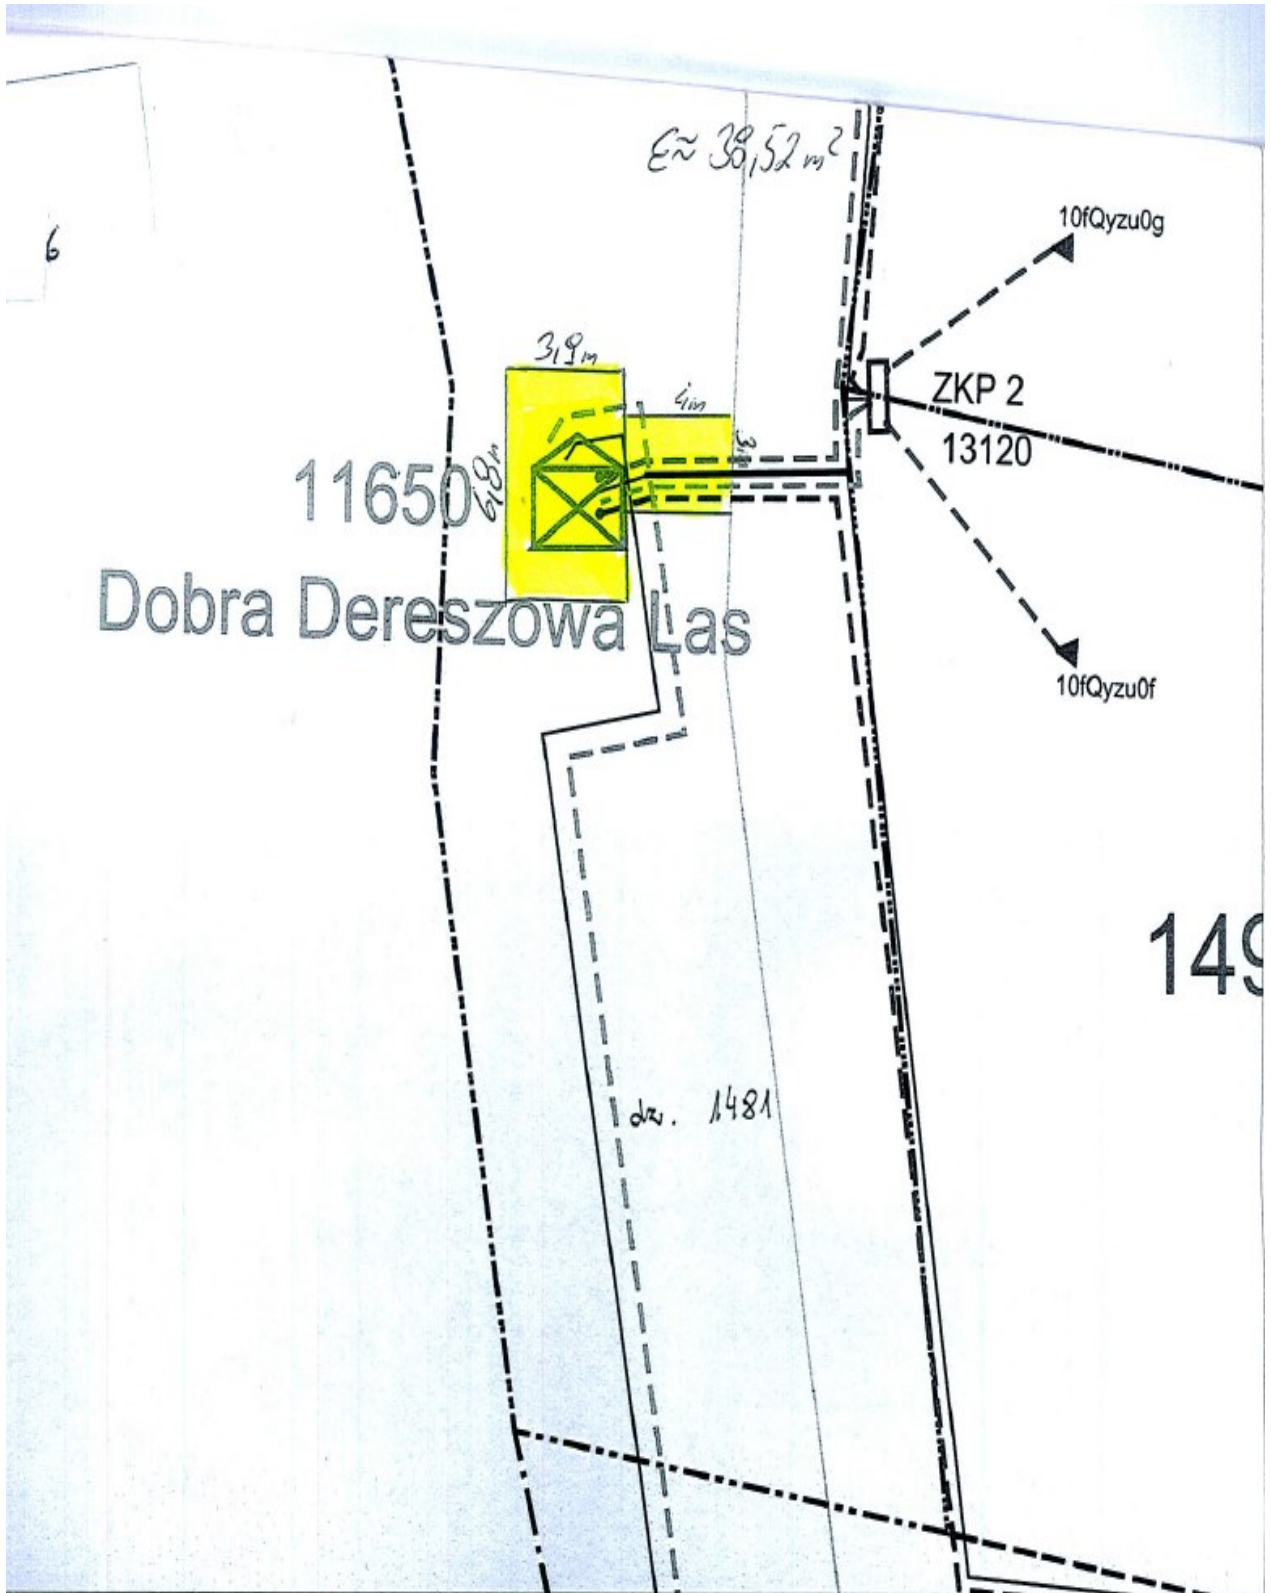 Ɛ≈ 38,52 m²
10fQyzu0g
6
3,9m
4m
ZKP 2
3m
13120
11650
6,8m
Dobra Dereszowa Las
10fQyzu0f
149
dz. 1481